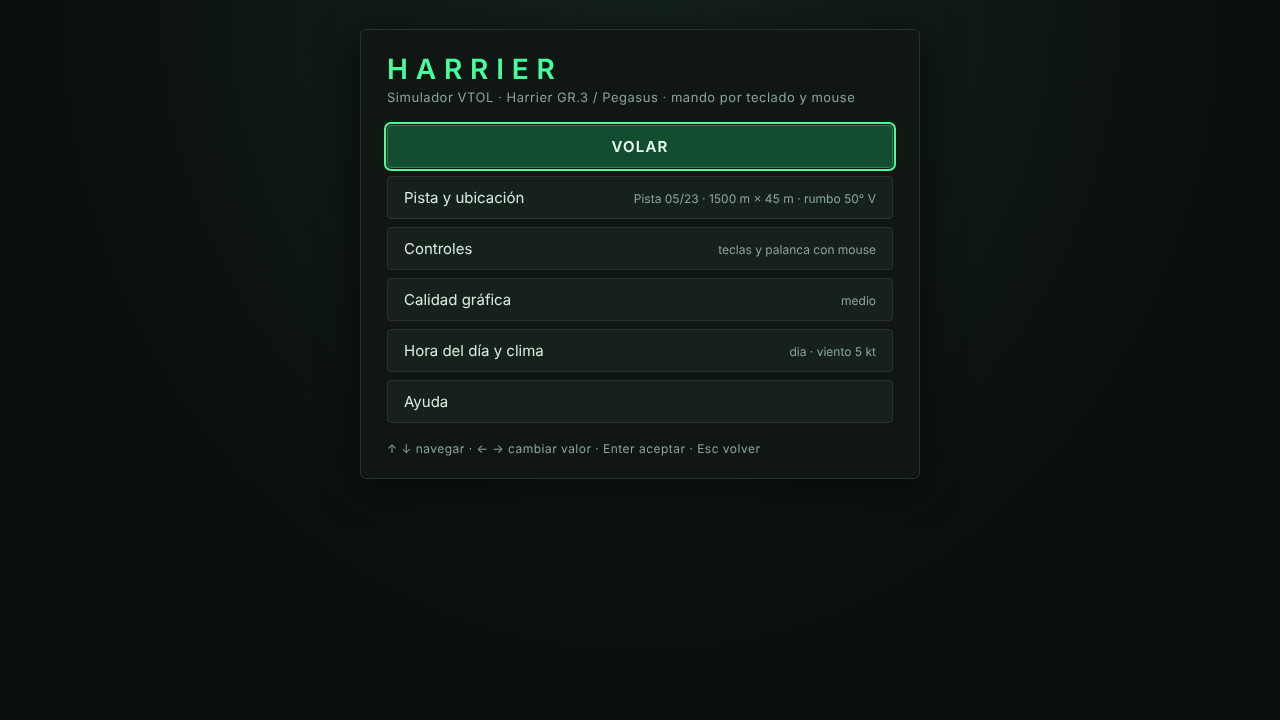 HARRIER
Simulador VTOL · Harrier GR.3 / Pegasus · mando por teclado y mouse
VOLAR
Pista y ubicación Pista 05/23 · 1500 m × 45 m · rumbo 50° V
Controles teclas y palanca con mouse
Calidad gráfica medio
Hora del día y clima dia · viento 5 kt
Ayuda
↑ ↓ navegar · ← → cambiar valor · Enter aceptar · Esc volver